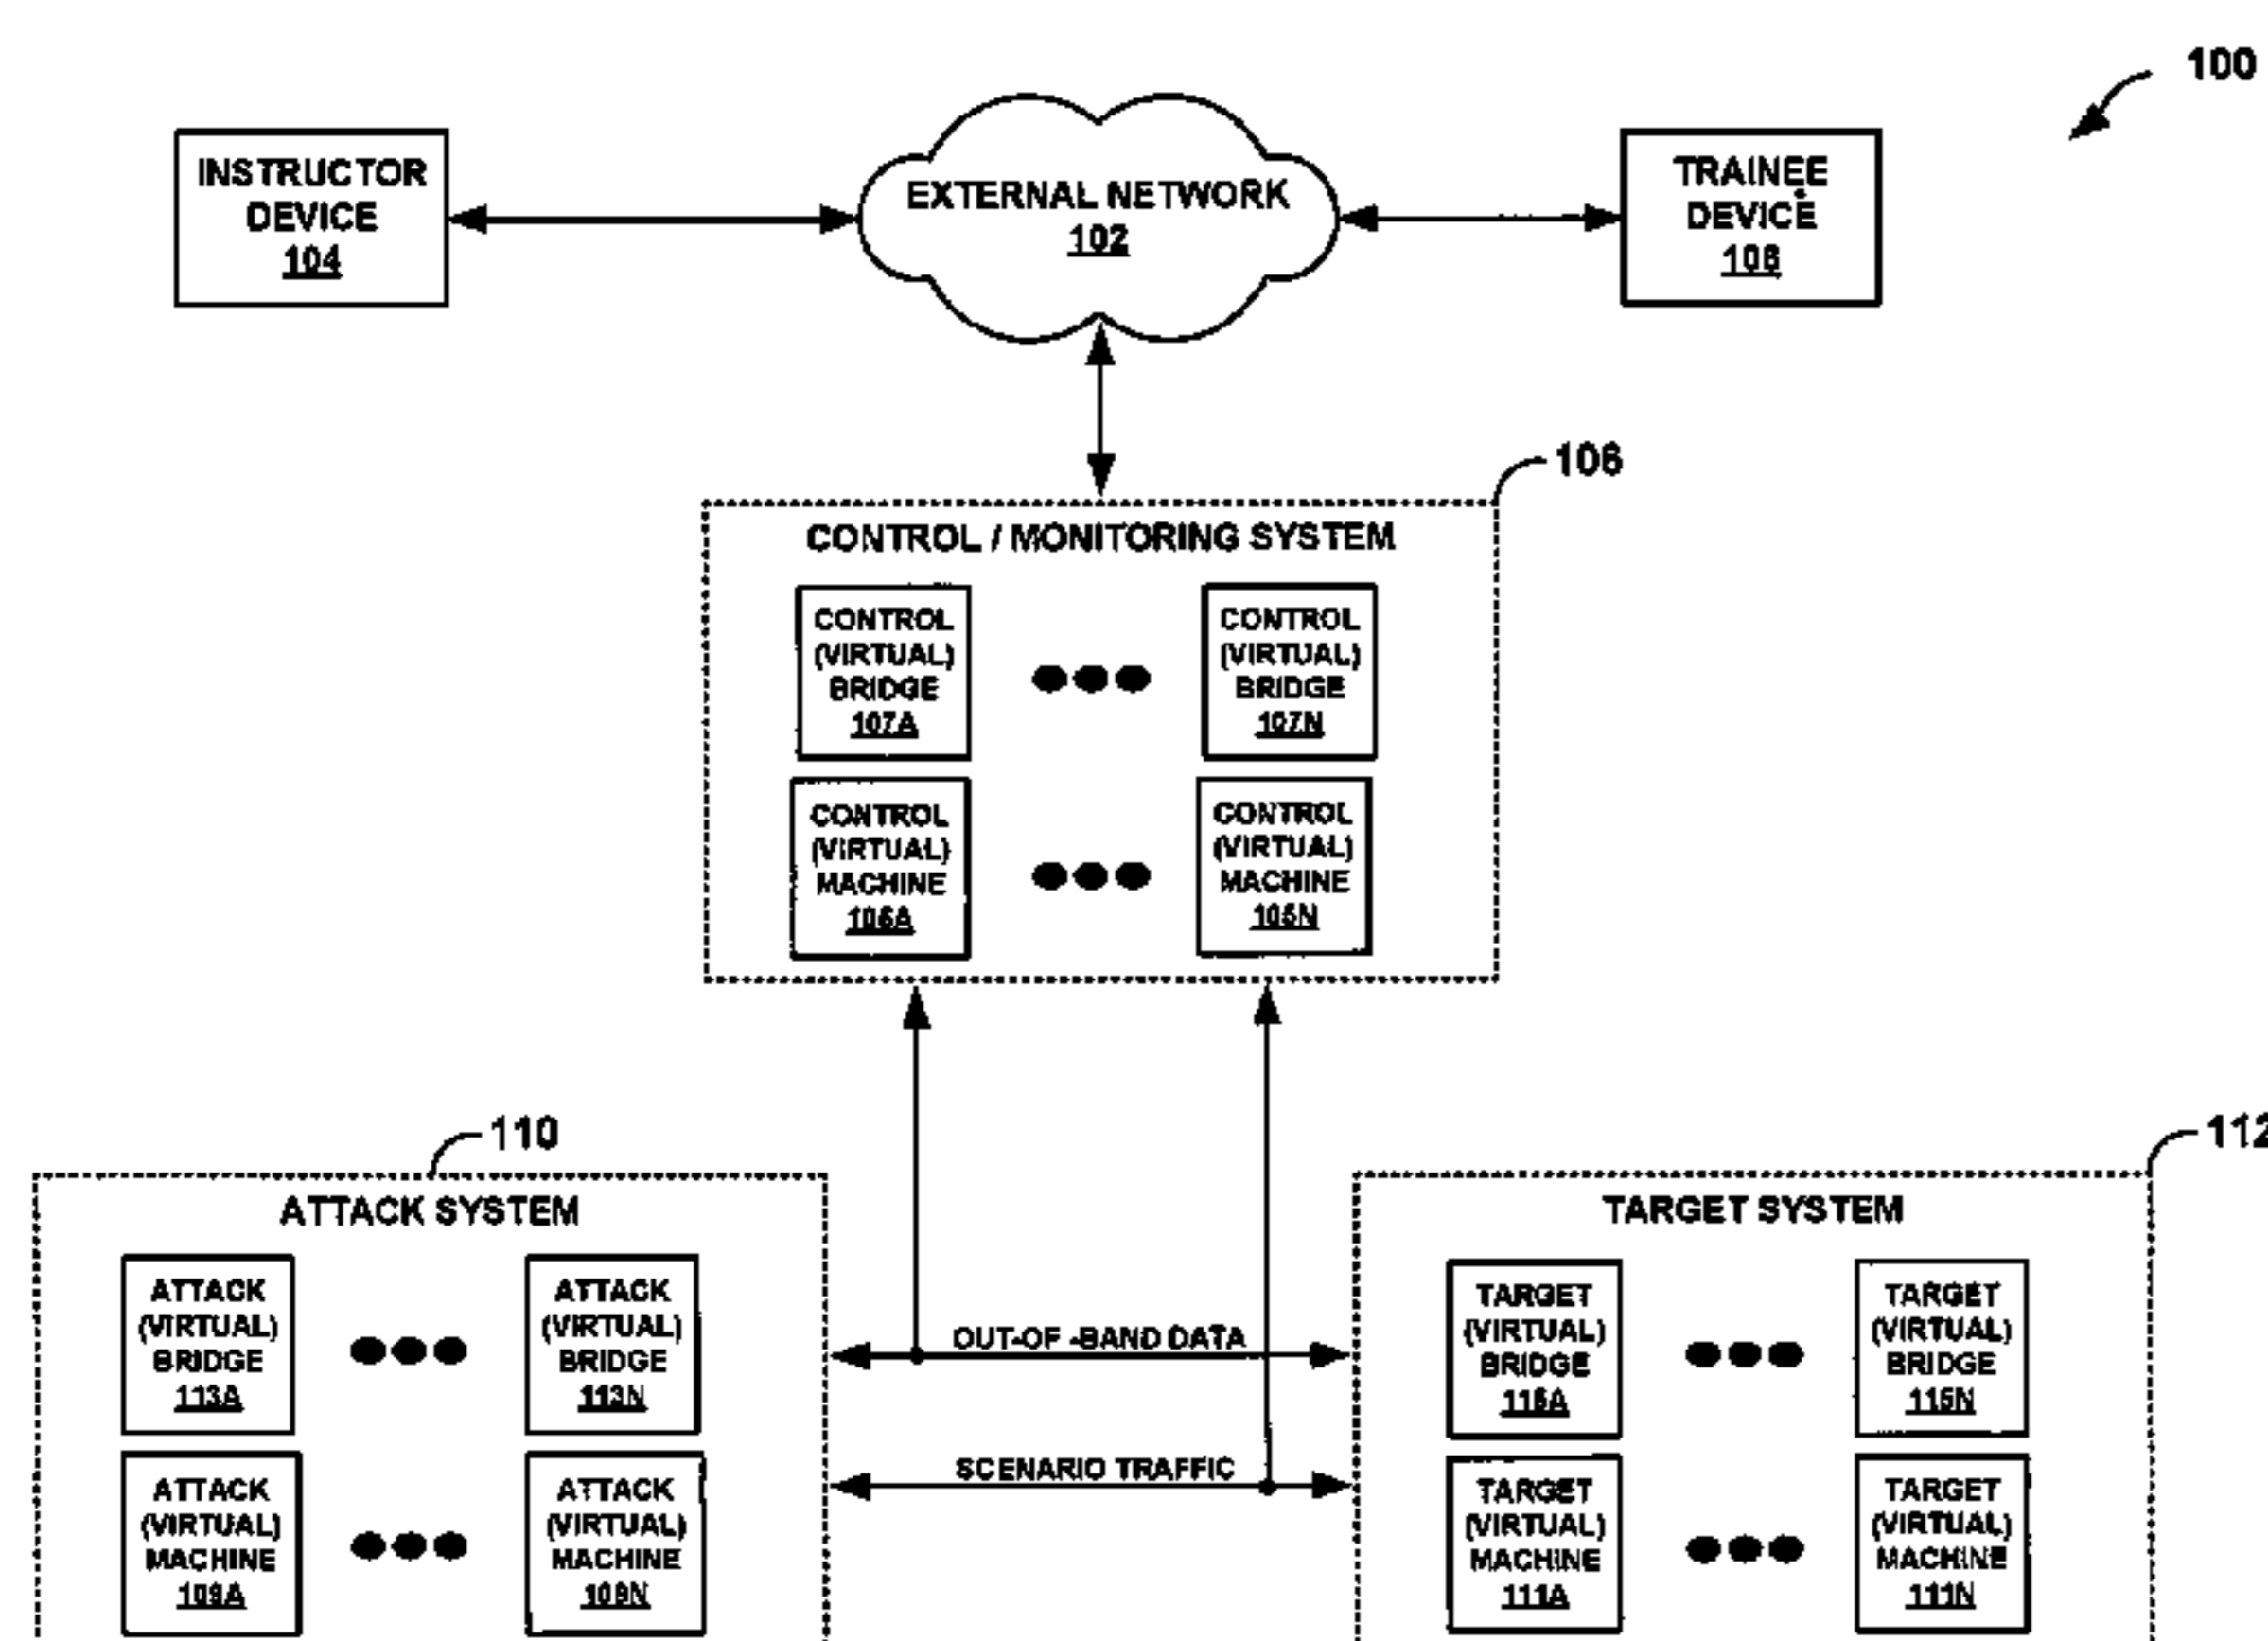 100
INSTRUCTOR
DEVICE
104
EXTERNAL NETWORK
102
TRAINEE
DEVICE
108
106
CONTROL / MONITORING SYSTEM
CONTROL
(VIRTUAL)
BRIDGE
107A
CONTROL
(VIRTUAL)
BRIDGE
107N
CONTROL
(VIRTUAL)
MACHINE
105A
CONTROL
(VIRTUAL)
MACHINE
105N
110
ATTACK SYSTEM
ATTACK
(VIRTUAL)
BRIDGE
113A
ATTACK
(VIRTUAL)
BRIDGE
113N
ATTACK
(VIRTUAL)
MACHINE
109A
ATTACK
(VIRTUAL)
MACHINE
109N
OUT-OF -BAND DATA
SCENARIO TRAFFIC
112
TARGET SYSTEM
TARGET
(VIRTUAL)
BRIDGE
115A
TARGET
(VIRTUAL)
BRIDGE
115N
TARGET
(VIRTUAL)
MACHINE
111A
TARGET
(VIRTUAL)
MACHINE
111N